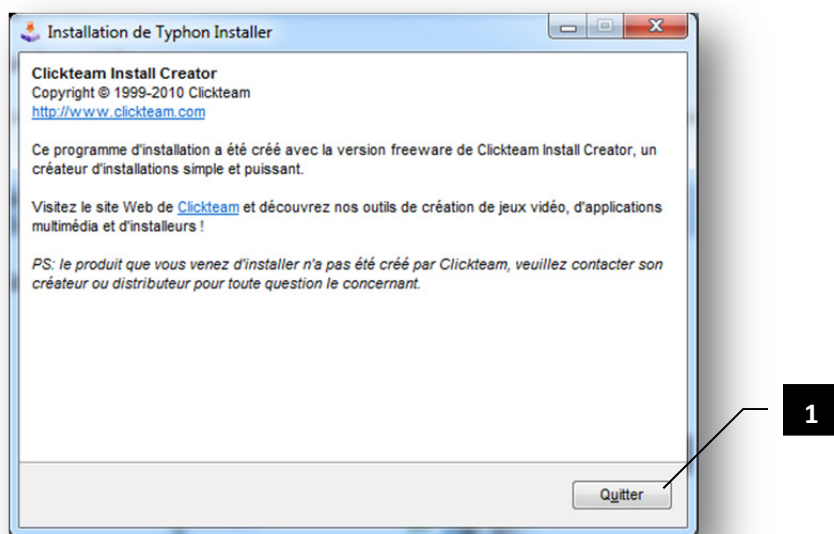 Installation de Typhon Installer
Clickteam Install Creator
Copyright © 1999-2010 Clickteam
http://www.clickteam.com
Ce programme d'installation a été créé avec la version freeware de Clickteam Install Creator, un
créateur d'installations simple et puissant.
Visitez le site Web de Clickteam et découvrez nos outils de création de jeux vidéo, d'applications
multimédia et d'installeurs !
PS: le produit que vous venez d'installer n'a pas été créé par Clickteam, veuillez contacter son
créateur ou distributeur pour toute question le concernant.
1
Quitter